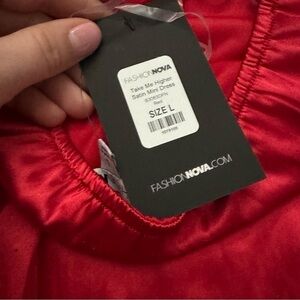 FASHIONNOVA
Take Me Higher
Satin Mini Dress
Red
SIZE L
FASHIONNOVA.COM